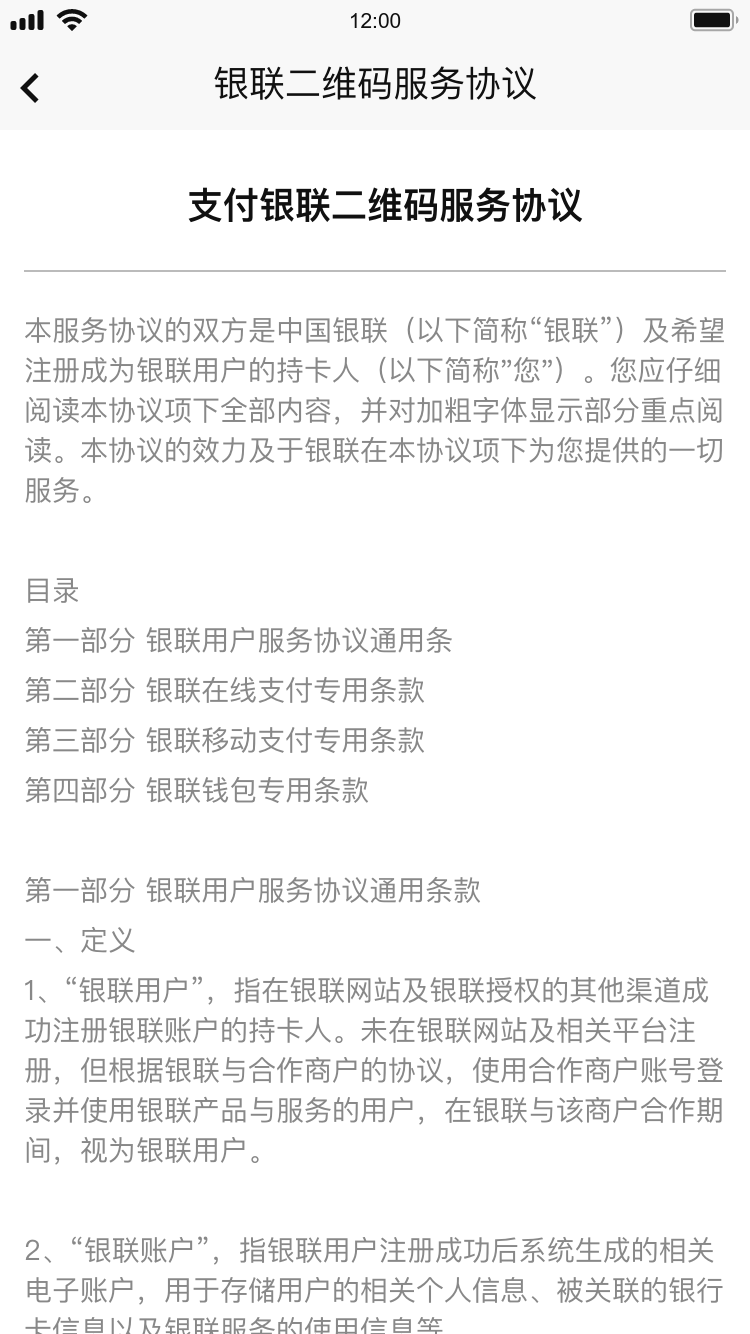 12:00
银联二维码服务协议
支付银联二维码服务协议
本服务协议的双方是中国银联（以下简称“银联”）及希望
注册成为银联用户的持卡人（以下简称”您”）。您应仔细
阅读本协议项下全部内容，并对加粗字体显示部分重点阅
读。本协议的效力及于银联在本协议项下为您提供的一切
服务。
目录
第一部分 银联用户服务协议通用条
第二部分 银联在线支付专用条款
第三部分 银联移动支付专用条款
第四部分 银联钱包专用条款
第一部分 银联用户服务协议通用条款
一、定义
1、“银联用户”，指在银联网站及银联授权的其他渠道成
功注册银联账户的持卡人。未在银联网站及相关平台注
册，但根据银联与合作商户的协议，使用合作商户账号登
录并使用银联产品与服务的用户，在银联与该商户合作期
间，视为银联用户。
2、“银联账户”，指银联用户注册成功后系统生成的相关
电子账户，用于存储用户的相关个人信息、被关联的银行
卡信息以及银联服务的使用信息等